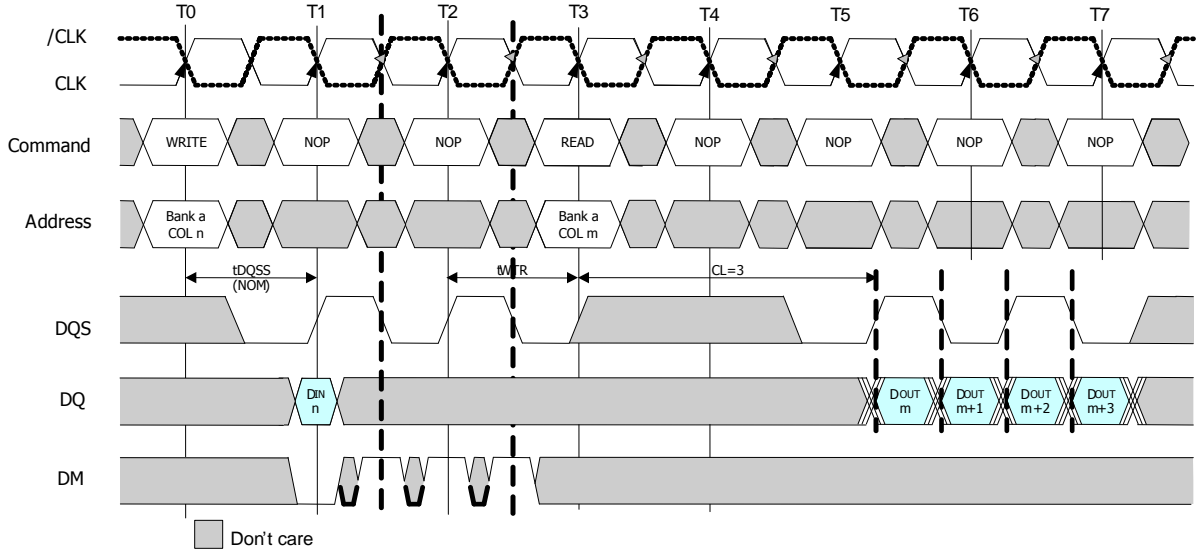 T0 T1 T2 T3 T4 T5 T6 T7
/CLK
CLK
Command WRITE NOP NOP READ NOP NOP NOP NOP
Address Bank a COL n Bank a COL m
tDQSS (NOM) tWTR CL=3
DQS
DQ DIN n DOUT m DOUT m+1 DOUT m+2 DOUT m+3
DM
Don't care